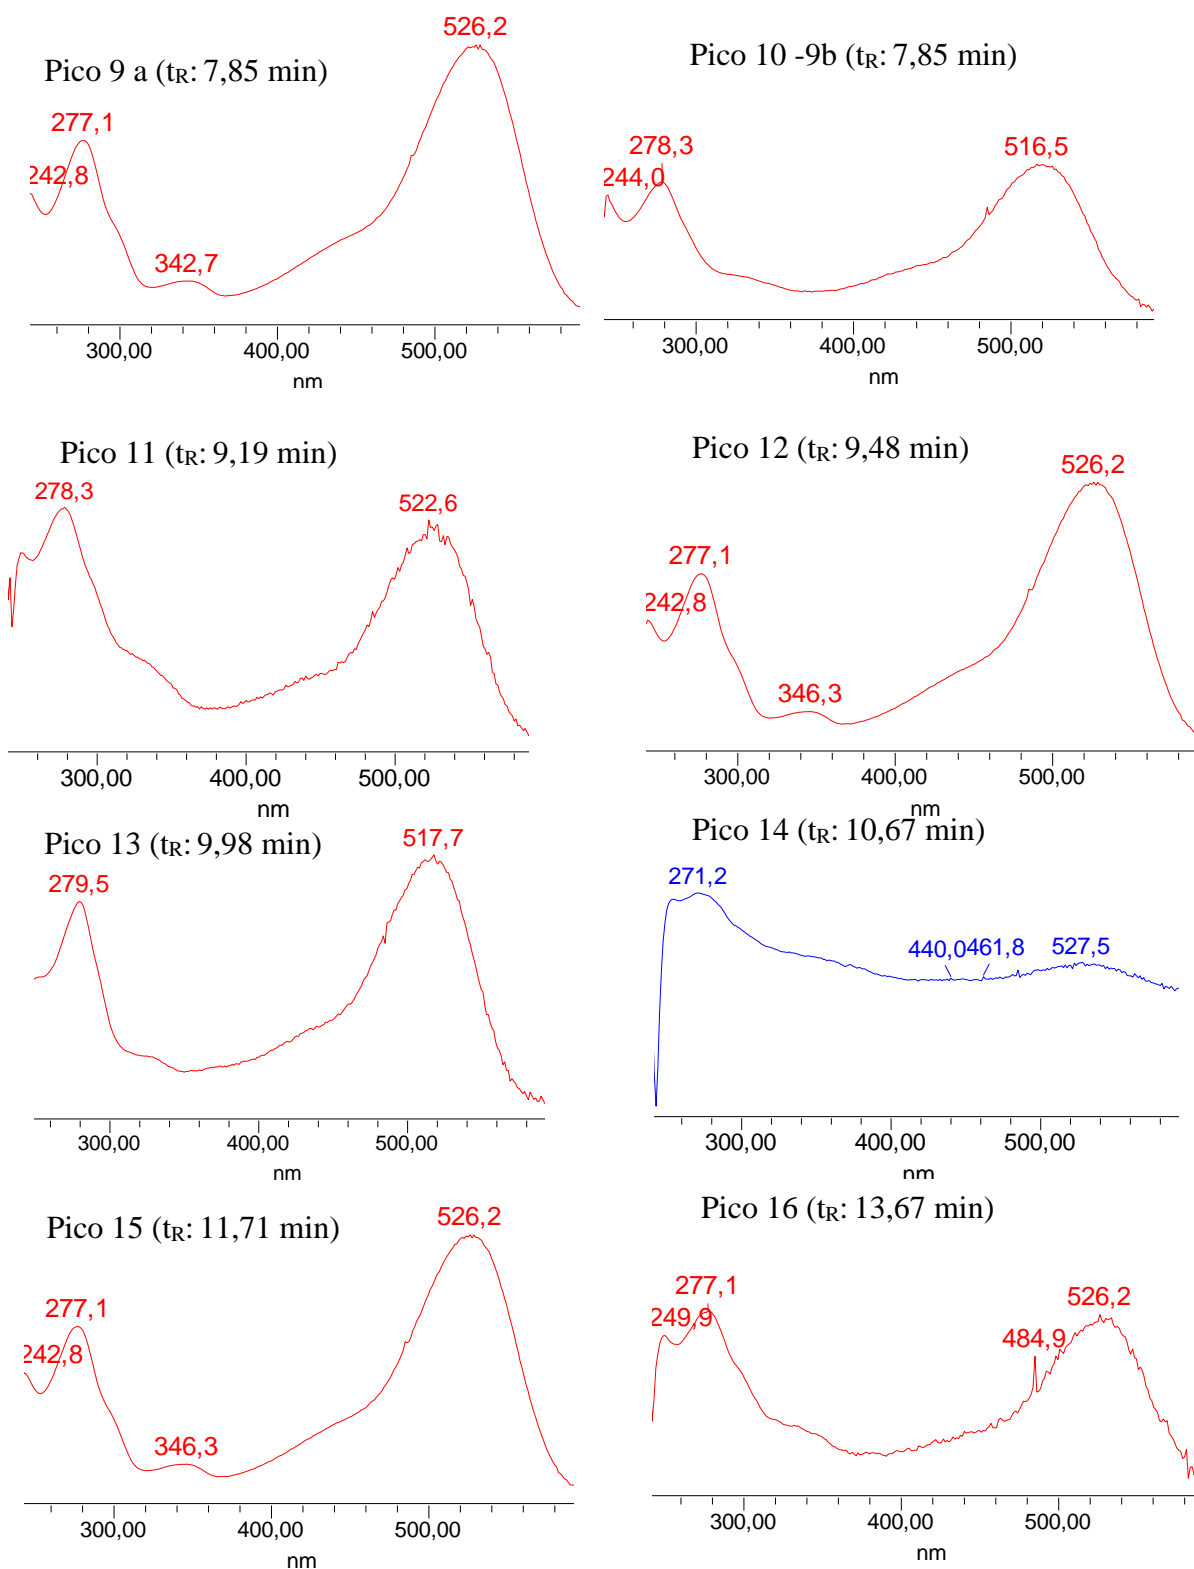 Pico 9 a (tR: 7,85 min)
526,2
277,1
242,8
342,7
300,00 400,00 500,00
nm
Pico 10 -9b (tR: 7,85 min)
278,3
516,5
244,0
300,00 400,00 500,00
nm
Pico 11 (tR: 9,19 min)
278,3
522,6
300,00 400,00 500,00
nm
Pico 12 (tR: 9,48 min)
526,2
277,1
242,8
346,3
300,00 400,00 500,00
nm
Pico 13 (tR: 9,98 min)
517,7
279,5
300,00 400,00 500,00
nm
Pico 14 (tR: 10,67 min)
271,2
440,0 461,8 527,5
300,00 400,00 500,00
nm
Pico 15 (tR: 11,71 min)
526,2
277,1
242,8
346,3
300,00 400,00 500,00
nm
Pico 16 (tR: 13,67 min)
277,1
526,2
249,9
484,9
300,00 400,00 500,00
nm